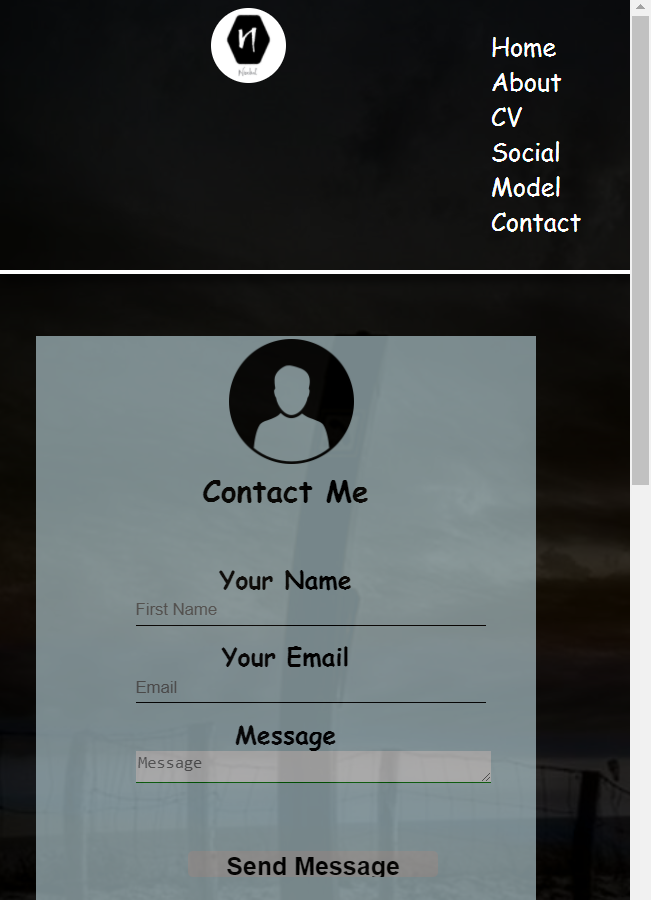 n
Home
About
CV
Social
Model
Contact
Contact Me
Your Name
First Name
Your Email
Email
Message
Message
Send Message